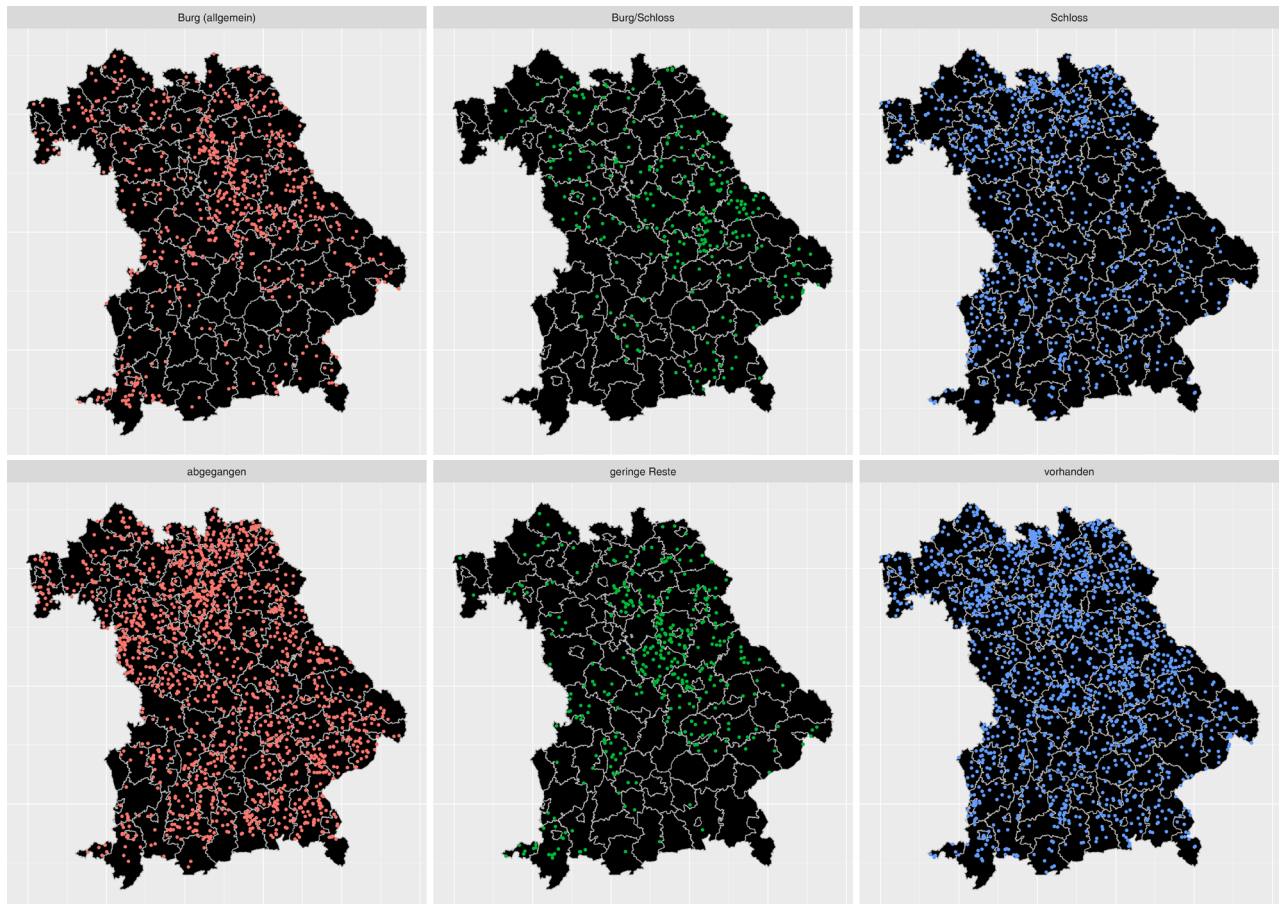 Burg (allgemein)
Burg/Schloss
Schloss
abgegangen
geringe Reste
vorhanden